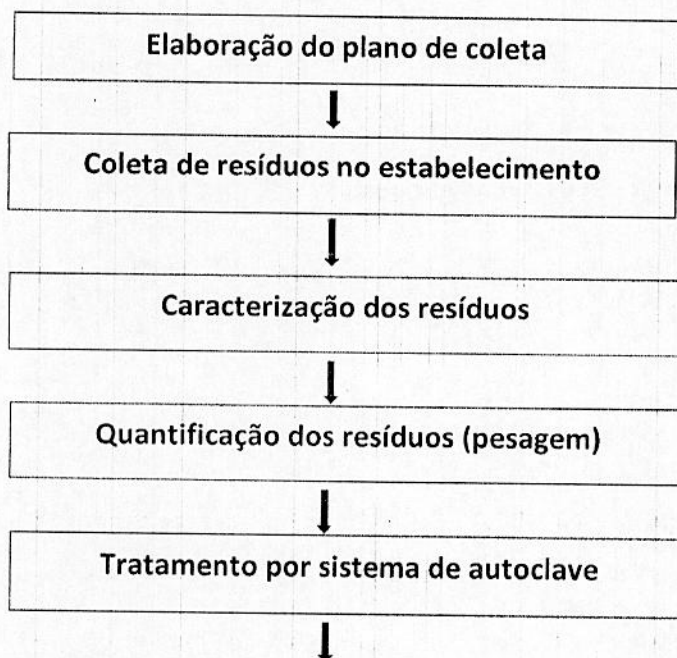 Elaboração do plano de coleta
Coleta de resíduos no estabelecimento
Caracterização dos resíduos
Quantificação dos resíduos (pesagem)
Tratamento por sistema de autoclave